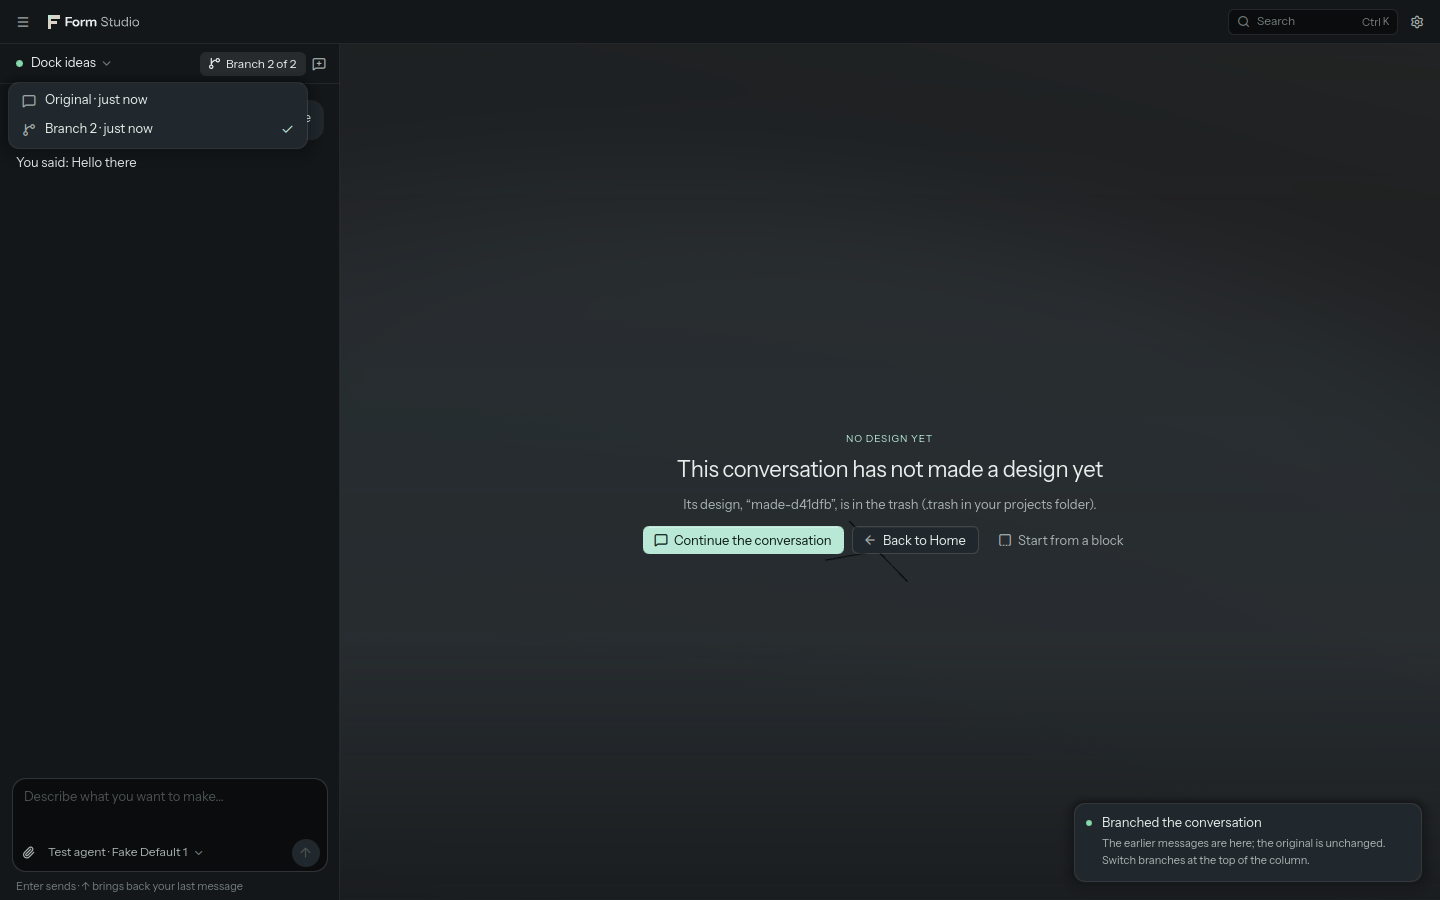 Form Studio
Search
Ctrl K
Dock ideas
Branch 2 of 2
Original · just now
Branch 2 · just now
e
You said: Hello there
NO DESIGN YET
This conversation has not made a design yet
Its design, “made-d41dfb”, is in the trash (.trash in your projects folder).
Continue the conversation
Back to Home
Start from a block
Describe what you want to make...
Test agent · Fake Default 1
Enter sends · ↑ brings back your last message
Branched the conversation
The earlier messages are here; the original is unchanged.
Switch branches at the top of the column.